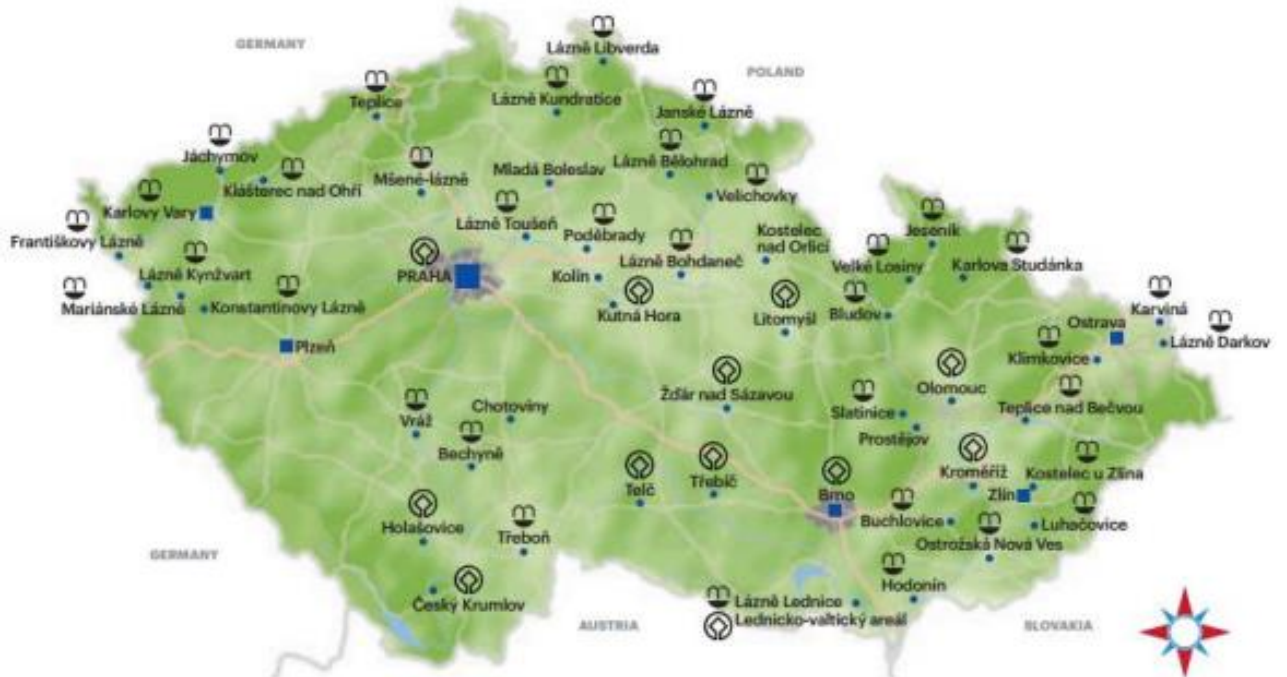 GERMANY
Lázně Libverda
POLAND
Teplice
Lázně Kundratice
Janské Lázně
Jáchymov
Klášterec nad Ohří
Mšené-lázně
Mladá Boleslav
Lázně Bělohrad
Velichovky
Karlovy Vary
Františkovy Lázně
Lázně Toušeň
Poděbrady
Kostelec
nad Orlicí
Jeseník
Lázně Kynžvart
PRAHA
Kolín
Lázně Bohdaneč
Velké Losiny
Karlova Studánka
Mariánské Lázně
Konstantinovy Lázně
Kutná Hora
Litomyšl
Bludov
Karviná
Ostrava
Lázně Darkov
Plzeň
Klimkovice
Žďár nad Sázavou
Olomouc
Vráž
Chotoviny
Slatinice
Teplice nad Bečvou
Prostějov
Bechyně
Telč
Třebíč
Brno
Kroměříž
Kostelec u Zlína
Zlín
Holašovice
Třeboň
Buchlovice
Luhačovice
Ostrožská Nová Ves
GERMANY
Hodonín
Český Krumlov
AUSTRIA
Lázně Lednice
Lednicko-valtický areál
SLOVAKIA